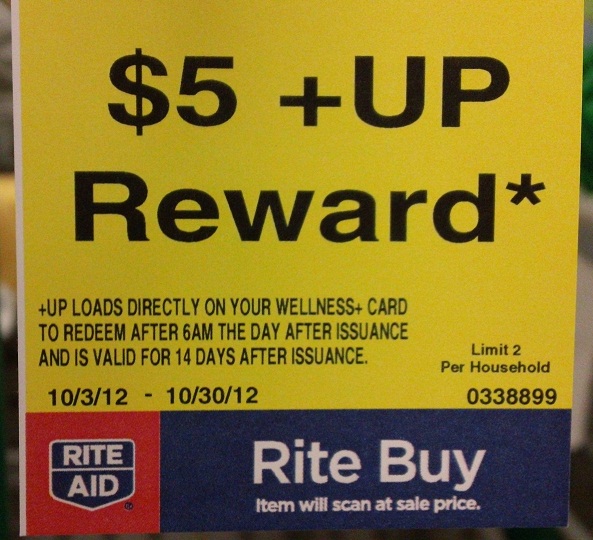 $5 +UP
Reward*
+UP LOADS DIRECTLY ON YOUR WELLNESS+ CARD
TO REDEEM AFTER 6AM THE DAY AFTER ISSUANCE
AND IS VALID FOR 14 DAYS AFTER ISSUANCE.
Limit 2
Per Household
10/3/12 - 10/30/12
0338899
RITE
AID
Rite Buy
Item will scan at sale price.